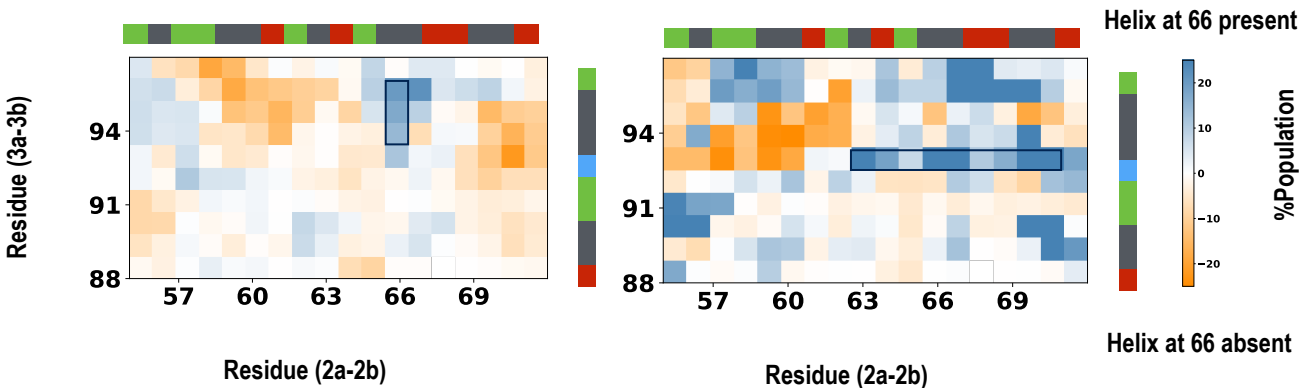 Helix at 66 present
Residue (3a-3b)
94
91
88
57 60 63 66 69
Residue (2a-2b)
94
91
88
57 60 63 66 69
Residue (2a-2b)
20
10
0
−10
−20
%Population
Helix at 66 absent